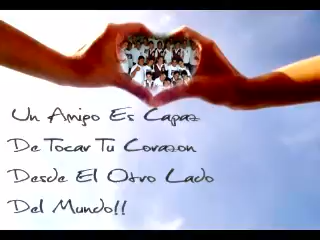 Un Amigo Es Capaz
De Tocar Tu Corazon
Desde El Otro Lado
Del Mundo!!